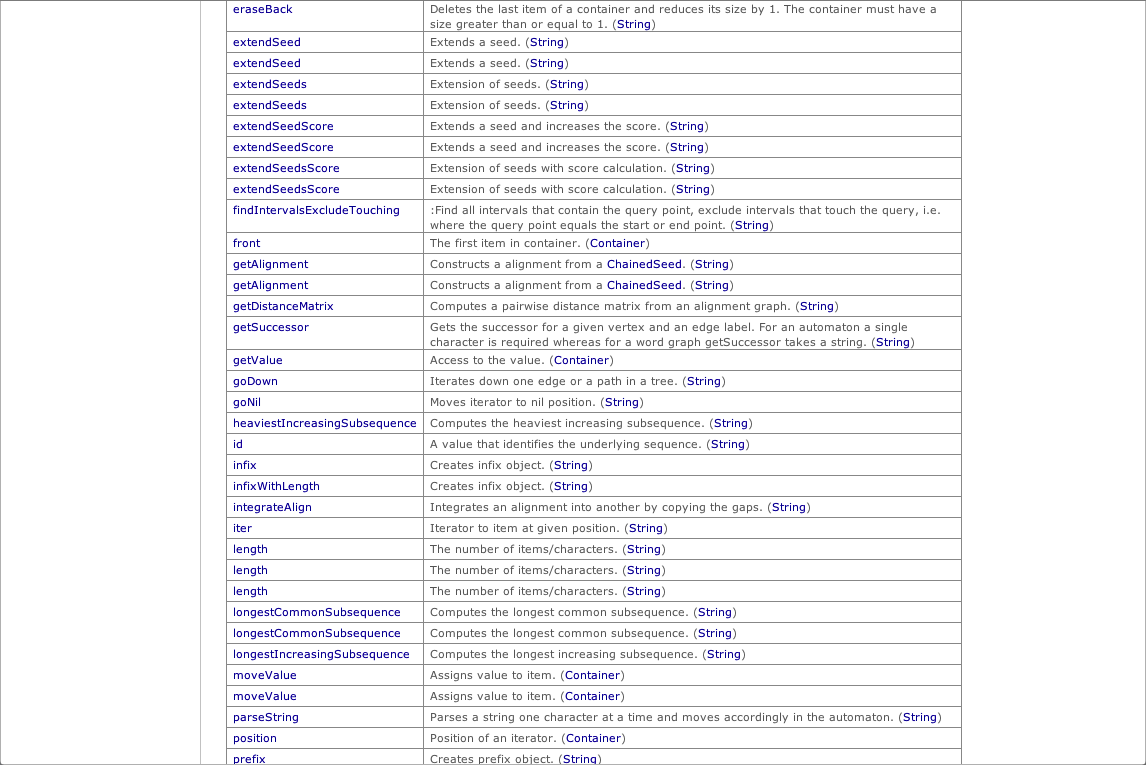 eraseBack Deletes the last item of a container and reduces its size by 1. The container must have a
size greater than or equal to 1. (String)
extendSeed Extends a seed. (String)
extendSeed Extends a seed. (String)
extendSeeds Extension of seeds. (String)
extendSeeds Extension of seeds. (String)
extendSeedScore Extends a seed and increases the score. (String)
extendSeedScore Extends a seed and increases the score. (String)
extendSeedsScore Extension of seeds with score calculation. (String)
extendSeedsScore Extension of seeds with score calculation. (String)
findIntervalsExcludeTouching :Find all intervals that contain the query point, exclude intervals that touch the query, i.e.
where the query point equals the start or end point. (String)
front The first item in container. (Container)
getAlignment Constructs a alignment from a ChainedSeed. (String)
getAlignment Constructs a alignment from a ChainedSeed. (String)
getDistanceMatrix Computes a pairwise distance matrix from an alignment graph. (String)
getSuccessor Gets the successor for a given vertex and an edge label. For an automaton a single
character is required whereas for a word graph getSuccessor takes a string. (String)
getValue Access to the value. (Container)
goDown Iterates down one edge or a path in a tree. (String)
goNil Moves iterator to nil position. (String)
heaviestIncreasingSubsequence Computes the heaviest increasing subsequence. (String)
id A value that identifies the underlying sequence. (String)
infix Creates infix object. (String)
infixWithLength Creates infix object. (String)
integrateAlign Integrates an alignment into another by copying the gaps. (String)
iter Iterator to item at given position. (String)
length The number of items/characters. (String)
length The number of items/characters. (String)
length The number of items/characters. (String)
longestCommonSubsequence Computes the longest common subsequence. (String)
longestCommonSubsequence Computes the longest common subsequence. (String)
longestIncreasingSubsequence Computes the longest increasing subsequence. (String)
moveValue Assigns value to item. (Container)
moveValue Assigns value to item. (Container)
parseString Parses a string one character at a time and moves accordingly in the automaton. (String)
position Position of an iterator. (Container)
prefix Creates prefix object. (String)